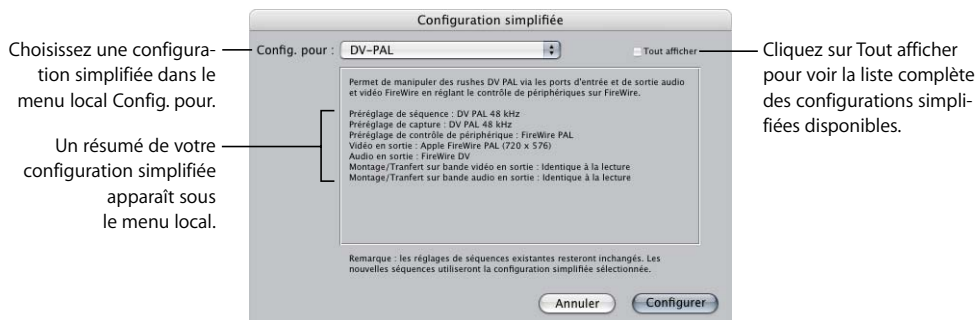 Configuration simplifiée
Choisissez une configura-
tion simplifiée dans le
menu local Config. pour.
Un résumé de votre
configuration simplifiée
apparaît sous
le menu local.
Config. pour : DV-PAL
Tout afficher
Permet de manipuler des rushes DV PAL via les ports d'entrée et de sortie audio
et vidéo FireWire en réglant le contrôle de périphériques sur FireWire.
Préréglage de séquence : DV PAL 48 kHz
Préréglage de capture : DV PAL 48 kHz
Préréglage de contrôle de périphérique : FireWire PAL
Vidéo en sortie : Apple FireWire PAL (720 x 576)
Audio en sortie : FireWire DV
Montage/Tranfert sur bande vidéo en sortie : Identique à la lecture
Montage/Tranfert sur bande audio en sortie : Identique à la lecture
Remarque : les réglages de séquences existantes resteront inchangés. Les
nouvelles séquences utiliseront la configuration simplifiée sélectionnée.
Annuler
Configurer
Cliquez sur Tout afficher
pour voir la liste complète
des configurations simpli-
fiées disponibles.